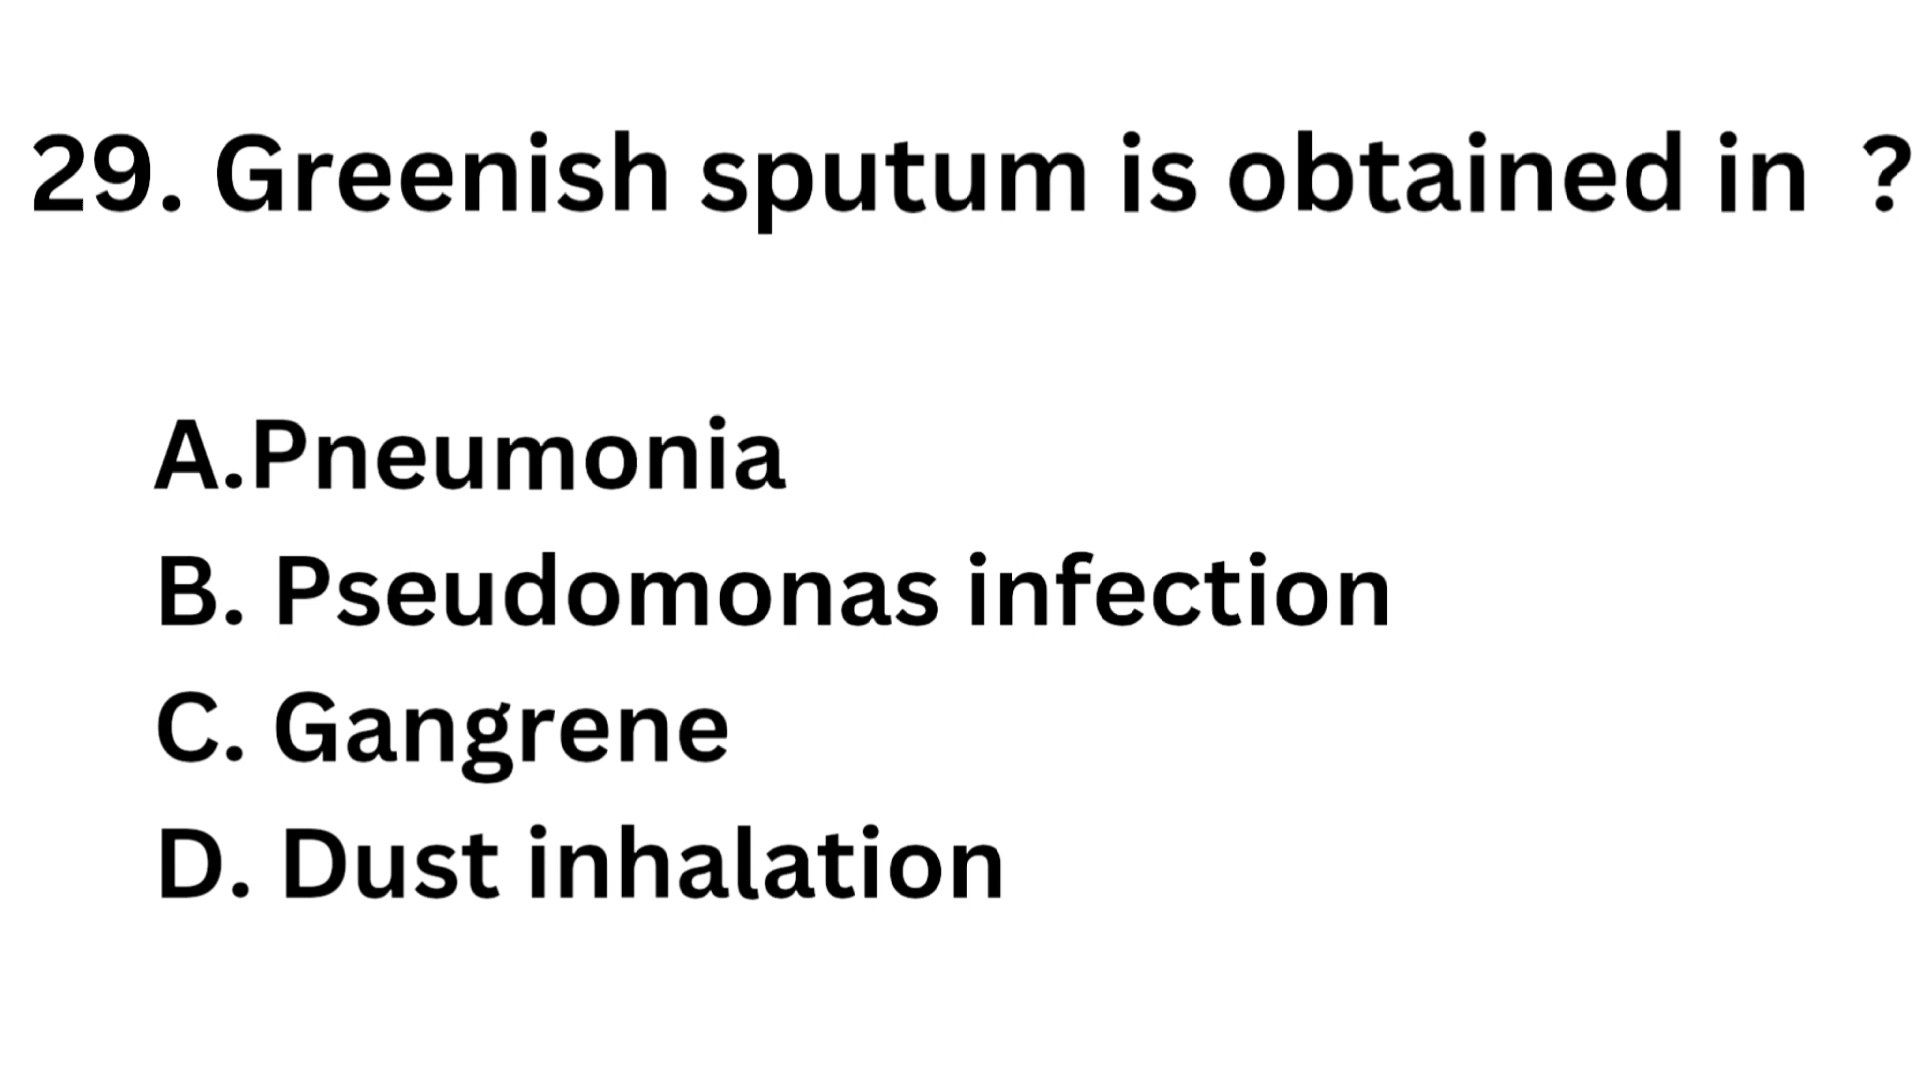 29. Greenish sputum is obtained in  ?
A.Pneumonia
B. Pseudomonas infection
C. Gangrene
D. Dust inhalation